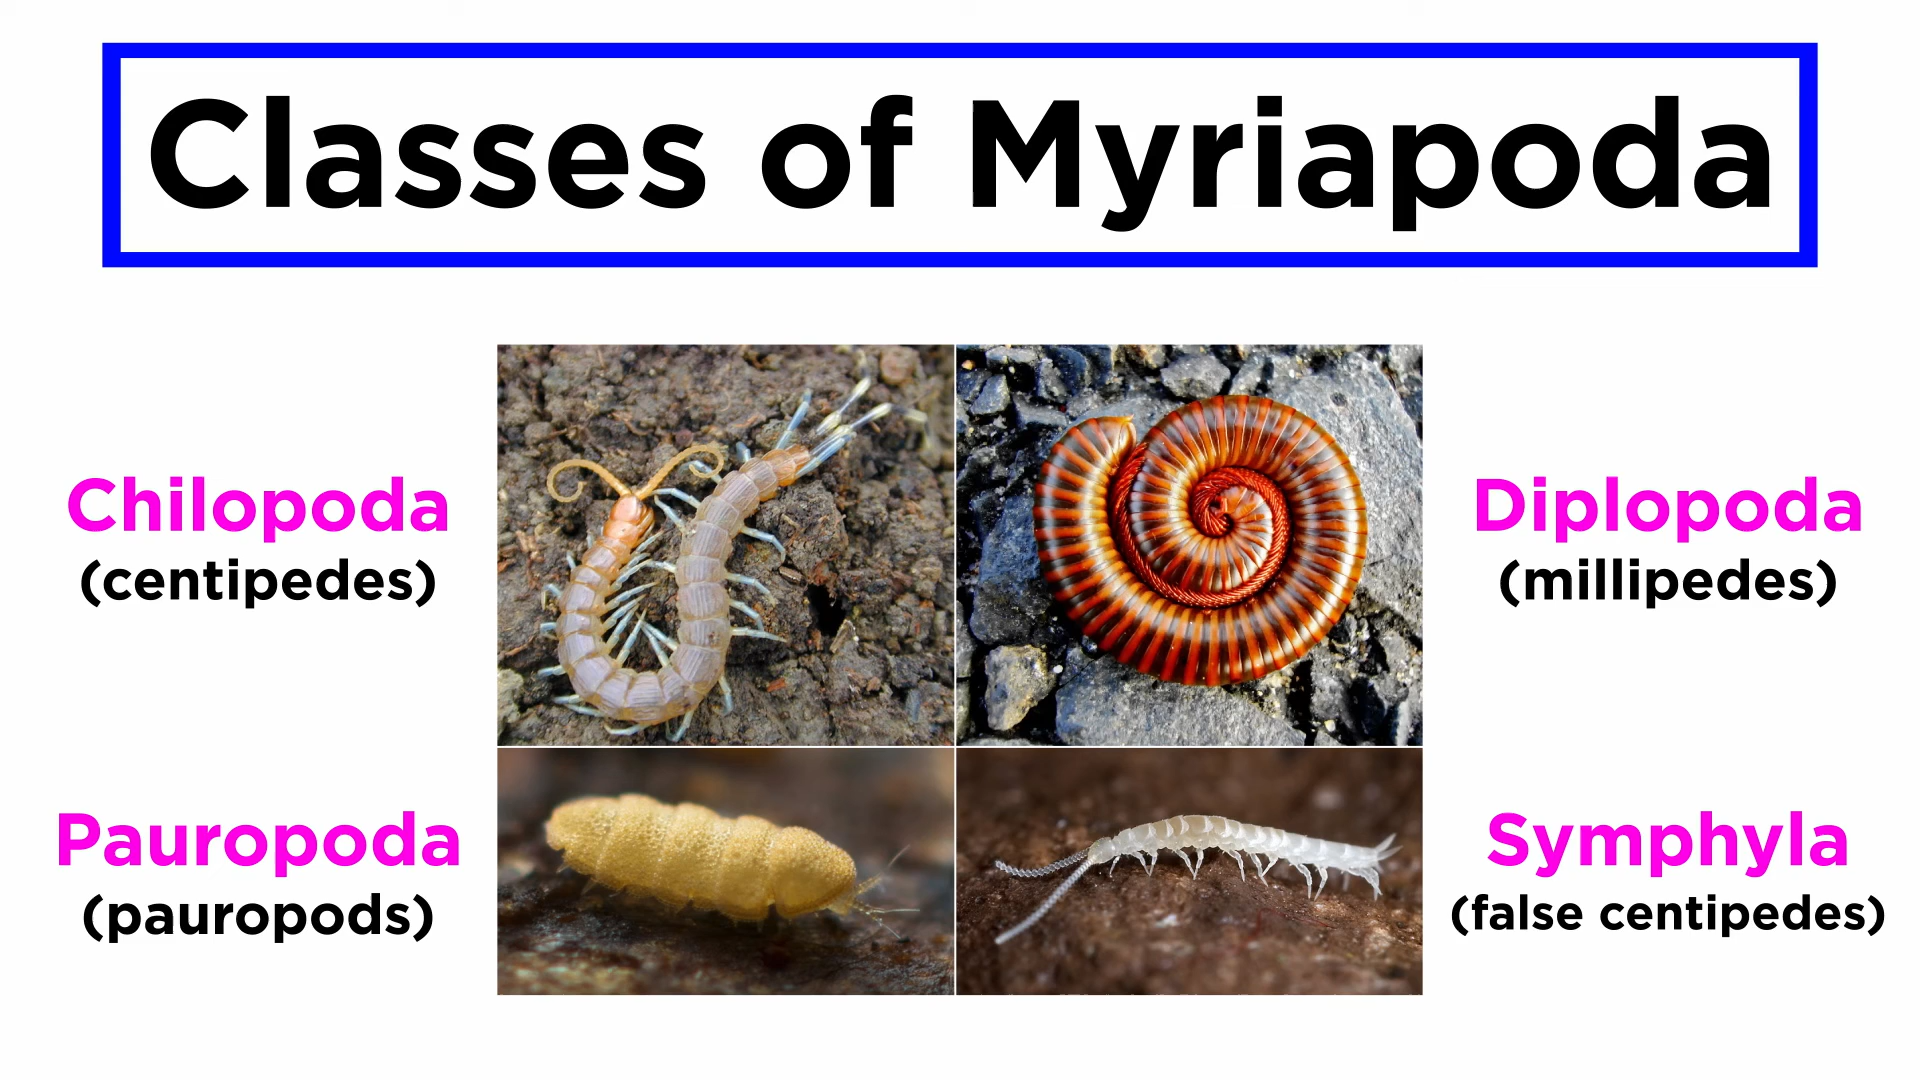 Classes of Myriapoda
Chilopoda
(centipedes)
Diplopoda
(millipedes)
Pauropoda
(pauropods)
Symphyla
(false centipedes)